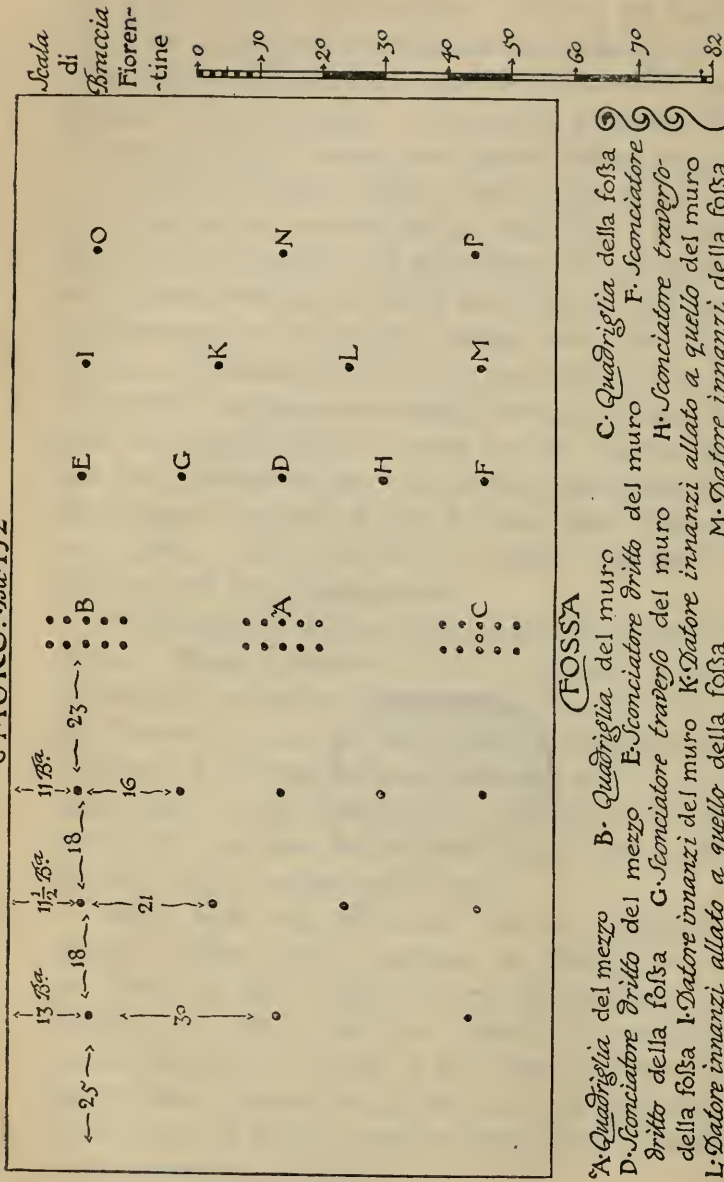 MURO. 172
Scala
di
Braccia
Fioren-
-tine
0
10
20
30
40
50
60
70
82
13 Ba 11½ Ba 11 Ba
25 18 18 23
30 21 16
B E I O
G K
A D N
H L
C F M P
FOSSA
A·Quadriglia del mezzo B·Quadriglia del muro C·Quadriglia della foſsa
D·Sconciatore dritto del mezzo E·Sconciatore dritto del muro F·Sconciatore
dritto della foſsa G·Sconciatore traverſo del muro H·Sconciatore traverſo-
della foſsa I·Datore innanzi del muro K·Datore innanzi allato a quello del muro
L·Datore innanzi allato a quello della foſsa M·Datore innanzi della foſsa